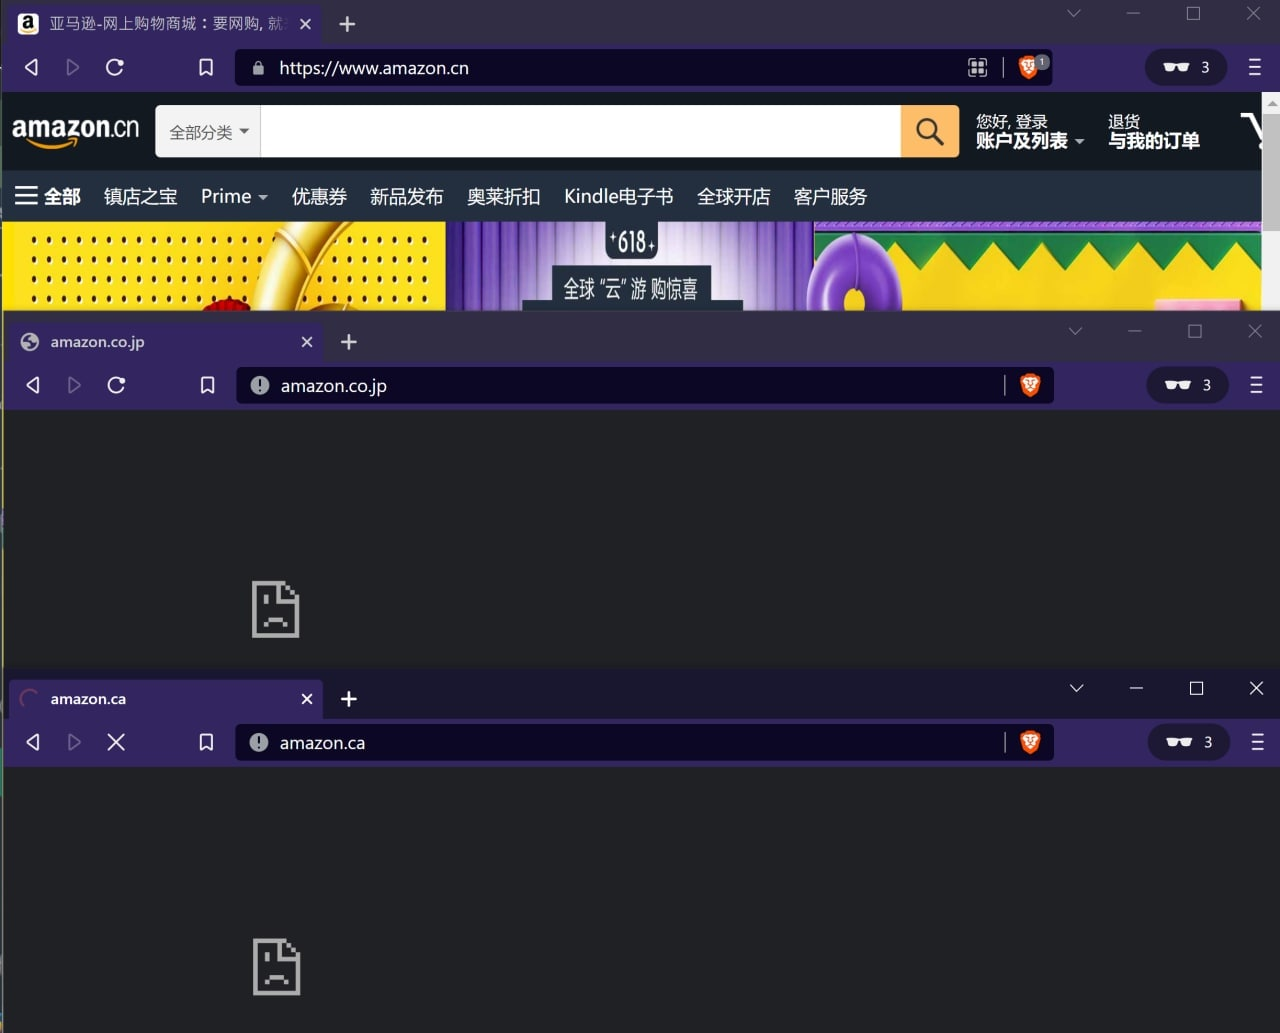 亚马逊-网上购物商城：要网购, 就
https://www.amazon.cn
1
3
amazon.cn
全部分类
您好, 登录
账户及列表
退货
与我的订单
全部 镇店之宝 Prime 优惠券 新品发布 奥莱折扣 Kindle电子书 全球开店 客户服务
618
全球 “云” 游 购惊喜
amazon.co.jp
amazon.co.jp
3
amazon.ca
amazon.ca
3